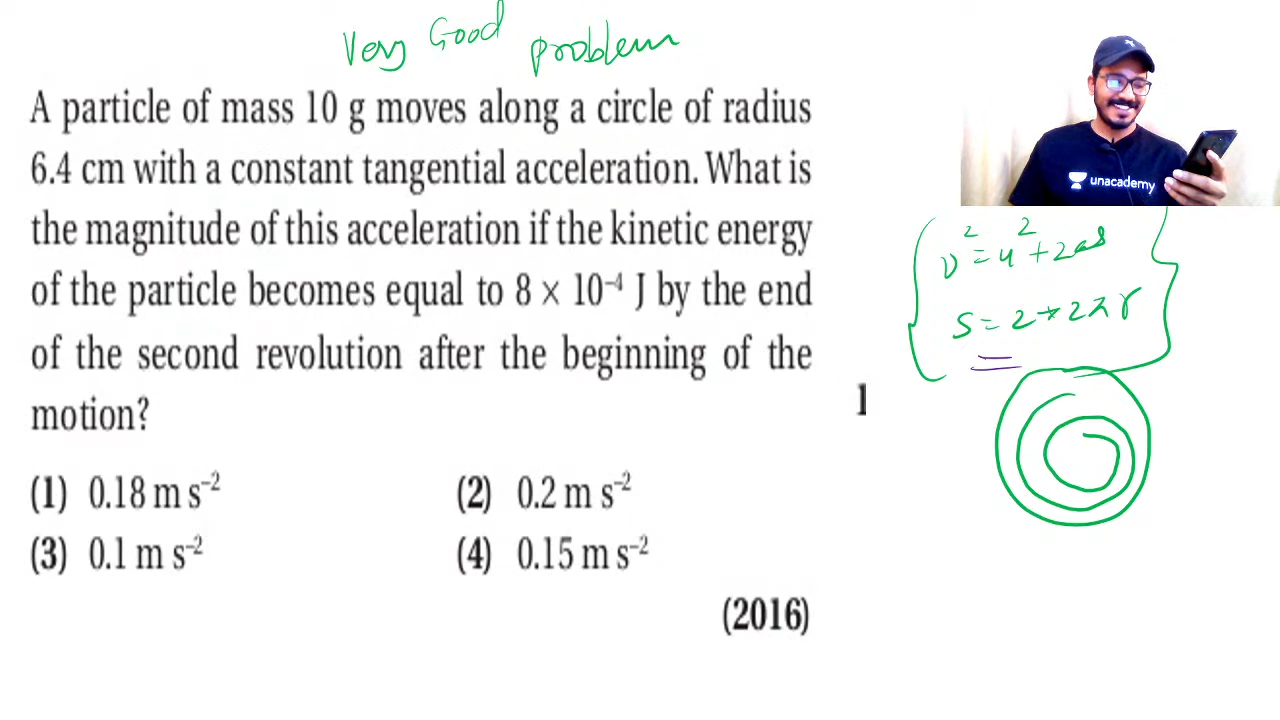 Very Good problem
A particle of mass 10 g moves along a circle of radius
6.4 cm with a constant tangential acceleration. What is
the magnitude of this acceleration if the kinetic energy
of the particle becomes equal to 8 × 10⁻⁴ J by the end
of the second revolution after the beginning of the
motion?
(1) 0.18 m s⁻² (2) 0.2 m s⁻²
(3) 0.1 m s⁻² (4) 0.15 m s⁻²
(2016)
1
unacademy
v² = u² + 2as
S = 2 * 2πr